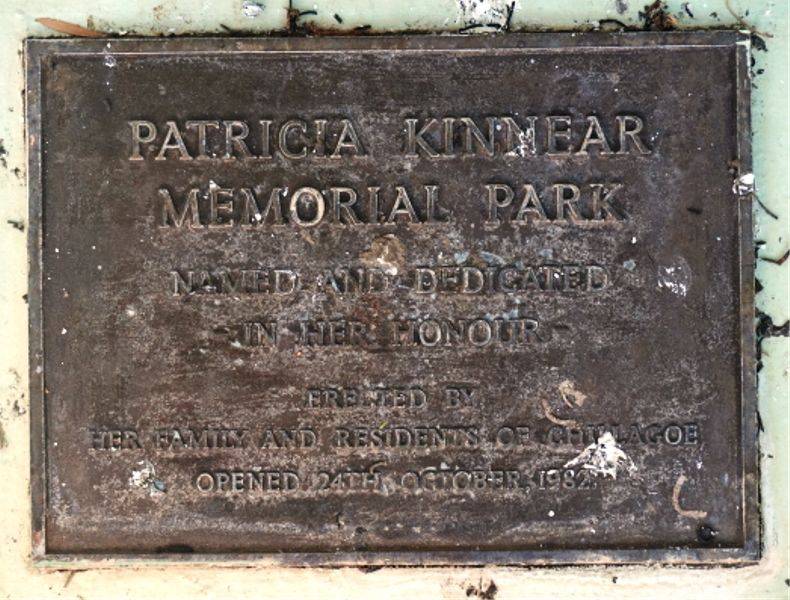 PATRICIA KINNEAR
MEMORIAL PARK
NAMED AND DEDICATED
- IN HER HONOUR -
ERECTED BY
HER FAMILY AND RESIDENTS OF CHILLAGOE
OPENED 24TH OCTOBER, 1982.